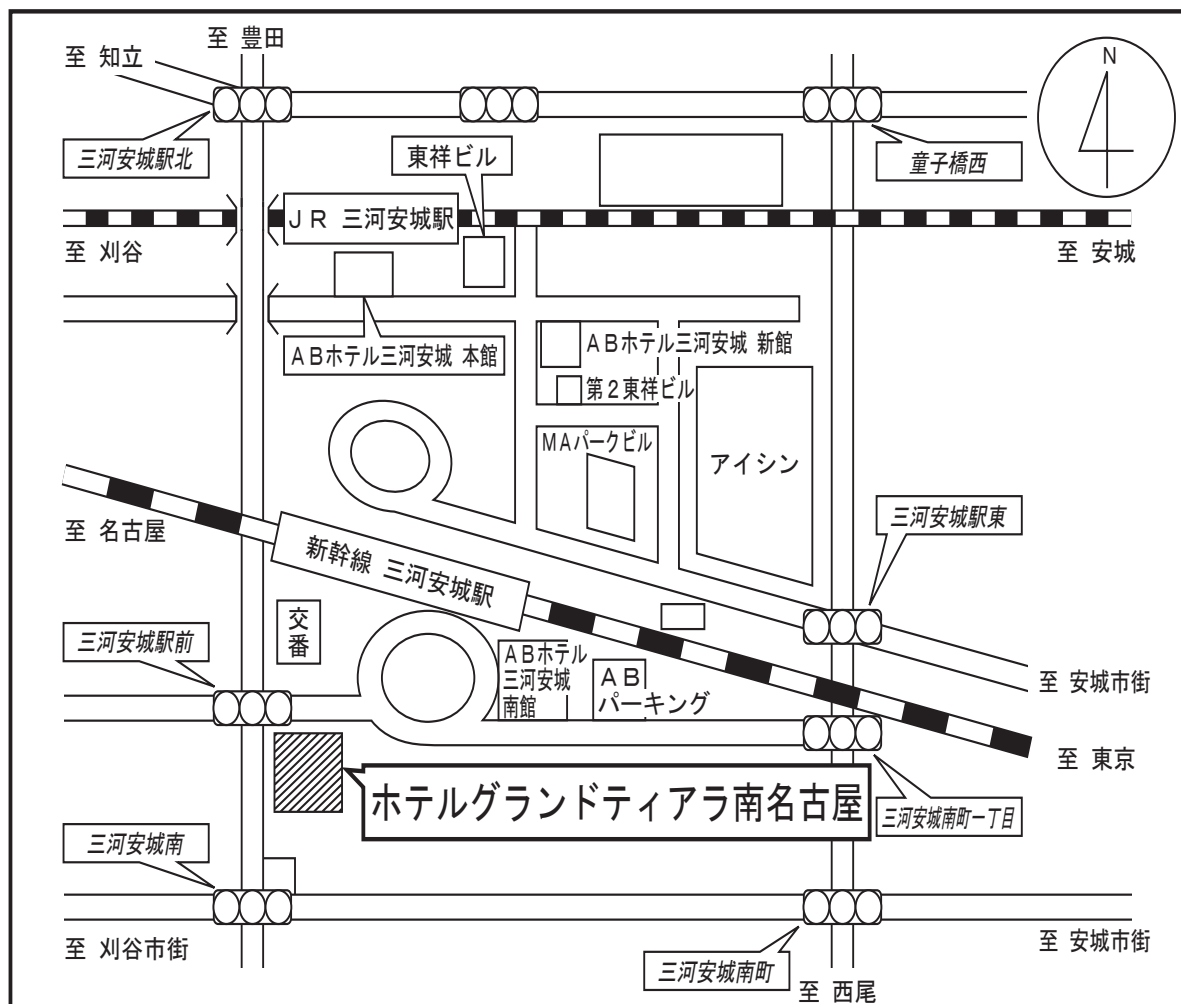 至 豊田
至 知立
N
三河安城駅北
東祥ビル
童子橋西
ＪＲ 三河安城駅
至 刈谷
至 安城
ＡＢホテル三河安城 本館
ＡＢホテル三河安城 新館
第２東祥ビル
ＭＡパークビル
アイシン
至 名古屋
三河安城駅東
新幹線 三河安城駅
交番
三河安城駅前
ＡＢホテル
三河安城
南館
ＡＢ
パーキング
至 安城市街
至 東京
ホテルグランドティアラ南名古屋
三河安城南町一丁目
三河安城南
至 刈谷市街
三河安城南町
至 安城市街
至 西尾